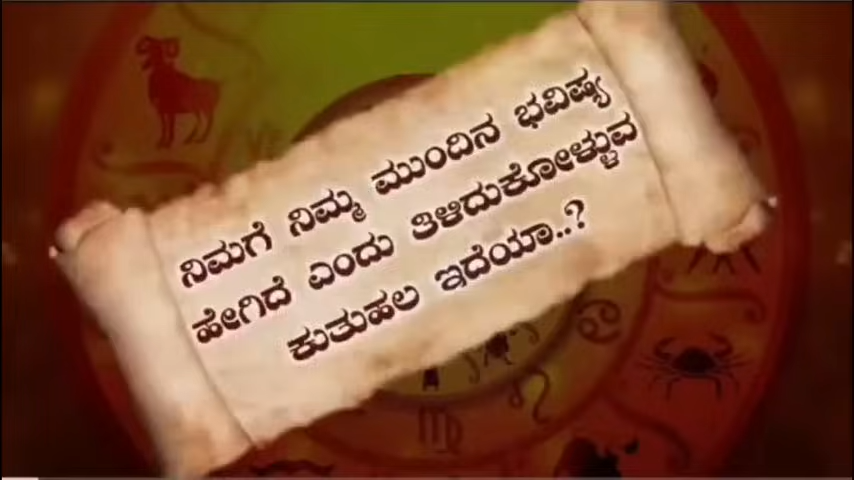 ನಿಮಗೆ ನಿಮ್ಮ ಮುಂದಿನ ಭವಿಷ್ಯ
ಹೇಗಿದೆ ಎಂದು ತಿಳಿದುಕೋಳ್ಳುವ
ಕುತುಹಲ ಇದೆಯಾ..?